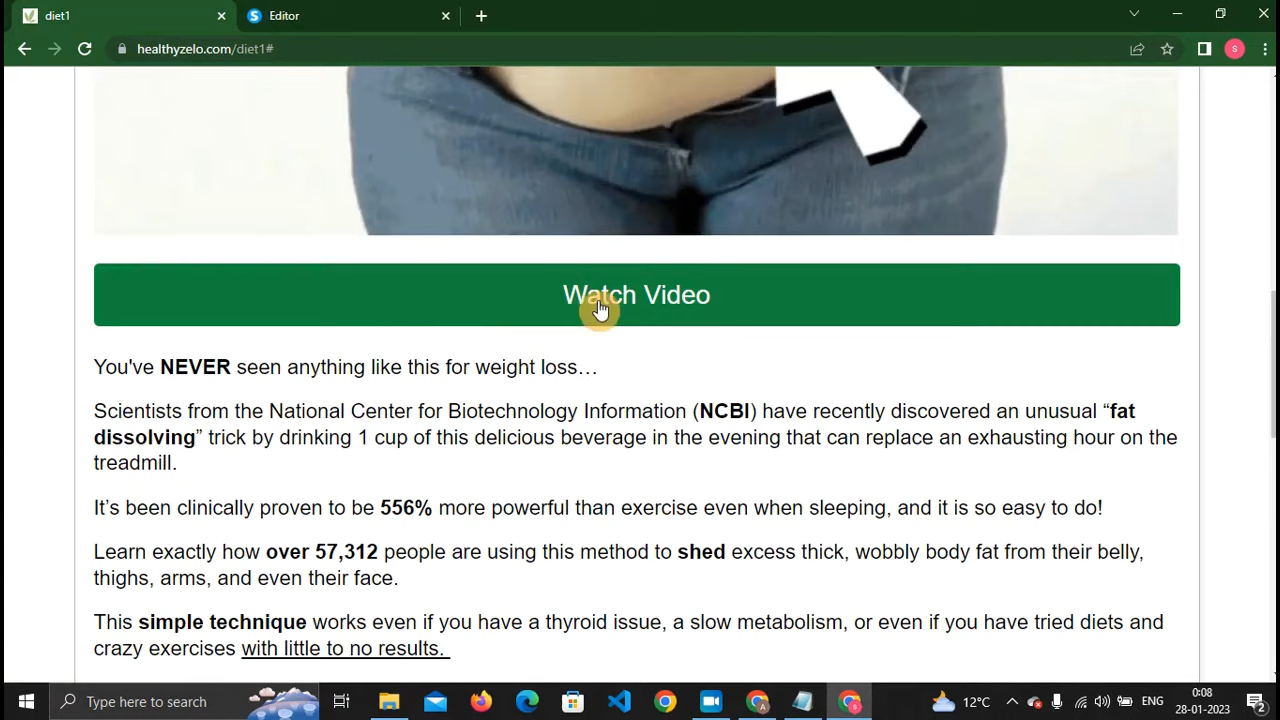 diet1
Editor
healthyzelo.com/diet1#
S
Watch Video
You've NEVER seen anything like this for weight loss…
Scientists from the National Center for Biotechnology Information (NCBI) have recently discovered an unusual “fat
dissolving” trick by drinking 1 cup of this delicious beverage in the evening that can replace an exhausting hour on the
treadmill.
It’s been clinically proven to be 556% more powerful than exercise even when sleeping, and it is so easy to do!
Learn exactly how over 57,312 people are using this method to shed excess thick, wobbly body fat from their belly,
thighs, arms, and even their face.
This simple technique works even if you have a thyroid issue, a slow metabolism, or even if you have tried diets and
crazy exercises with little to no results.
Type here to search
12°C
ENG
0:08
28-01-2023
2